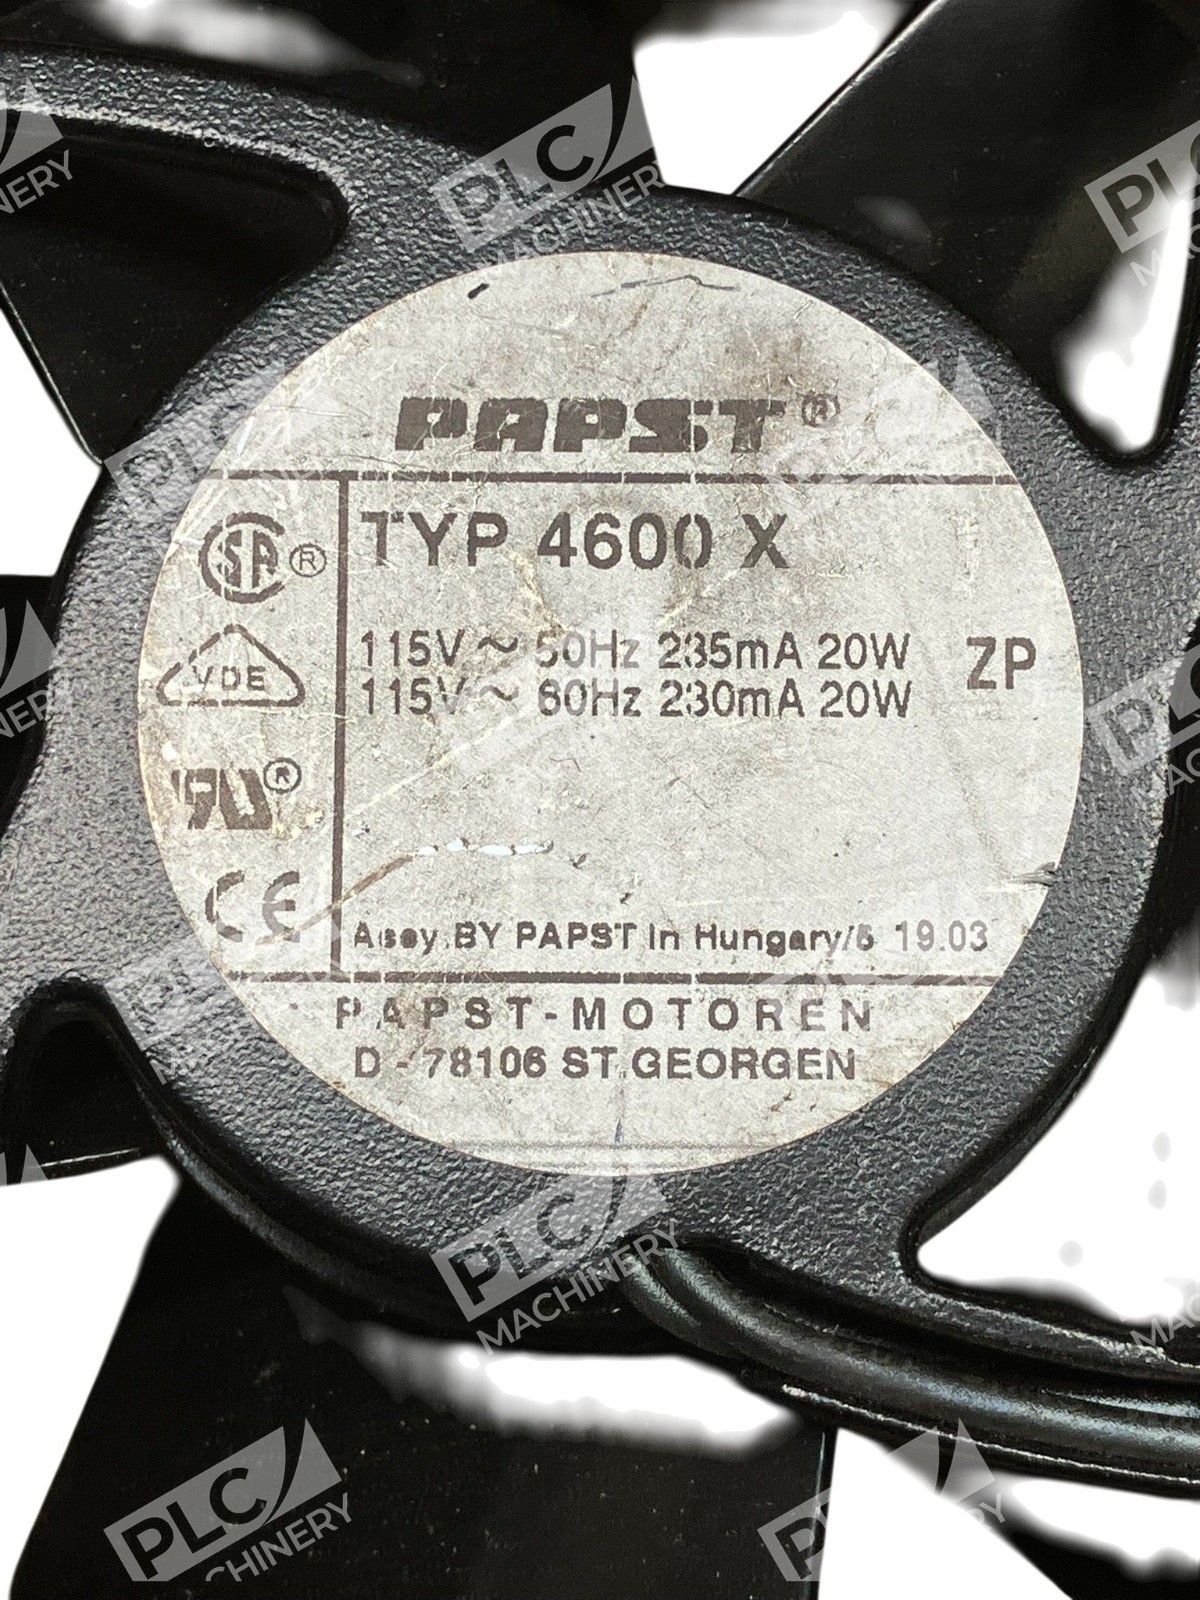 PAPST®
TYP 4600 X
115V ~ 50Hz 235mA 20W
115V ~ 60Hz 230mA 20W
ZP
VDE
CE
Assy. BY PAPST in Hungary/5 19.03
PAPST-MOTOREN
D-78106 ST.GEORGEN
PLC
MACHINERY